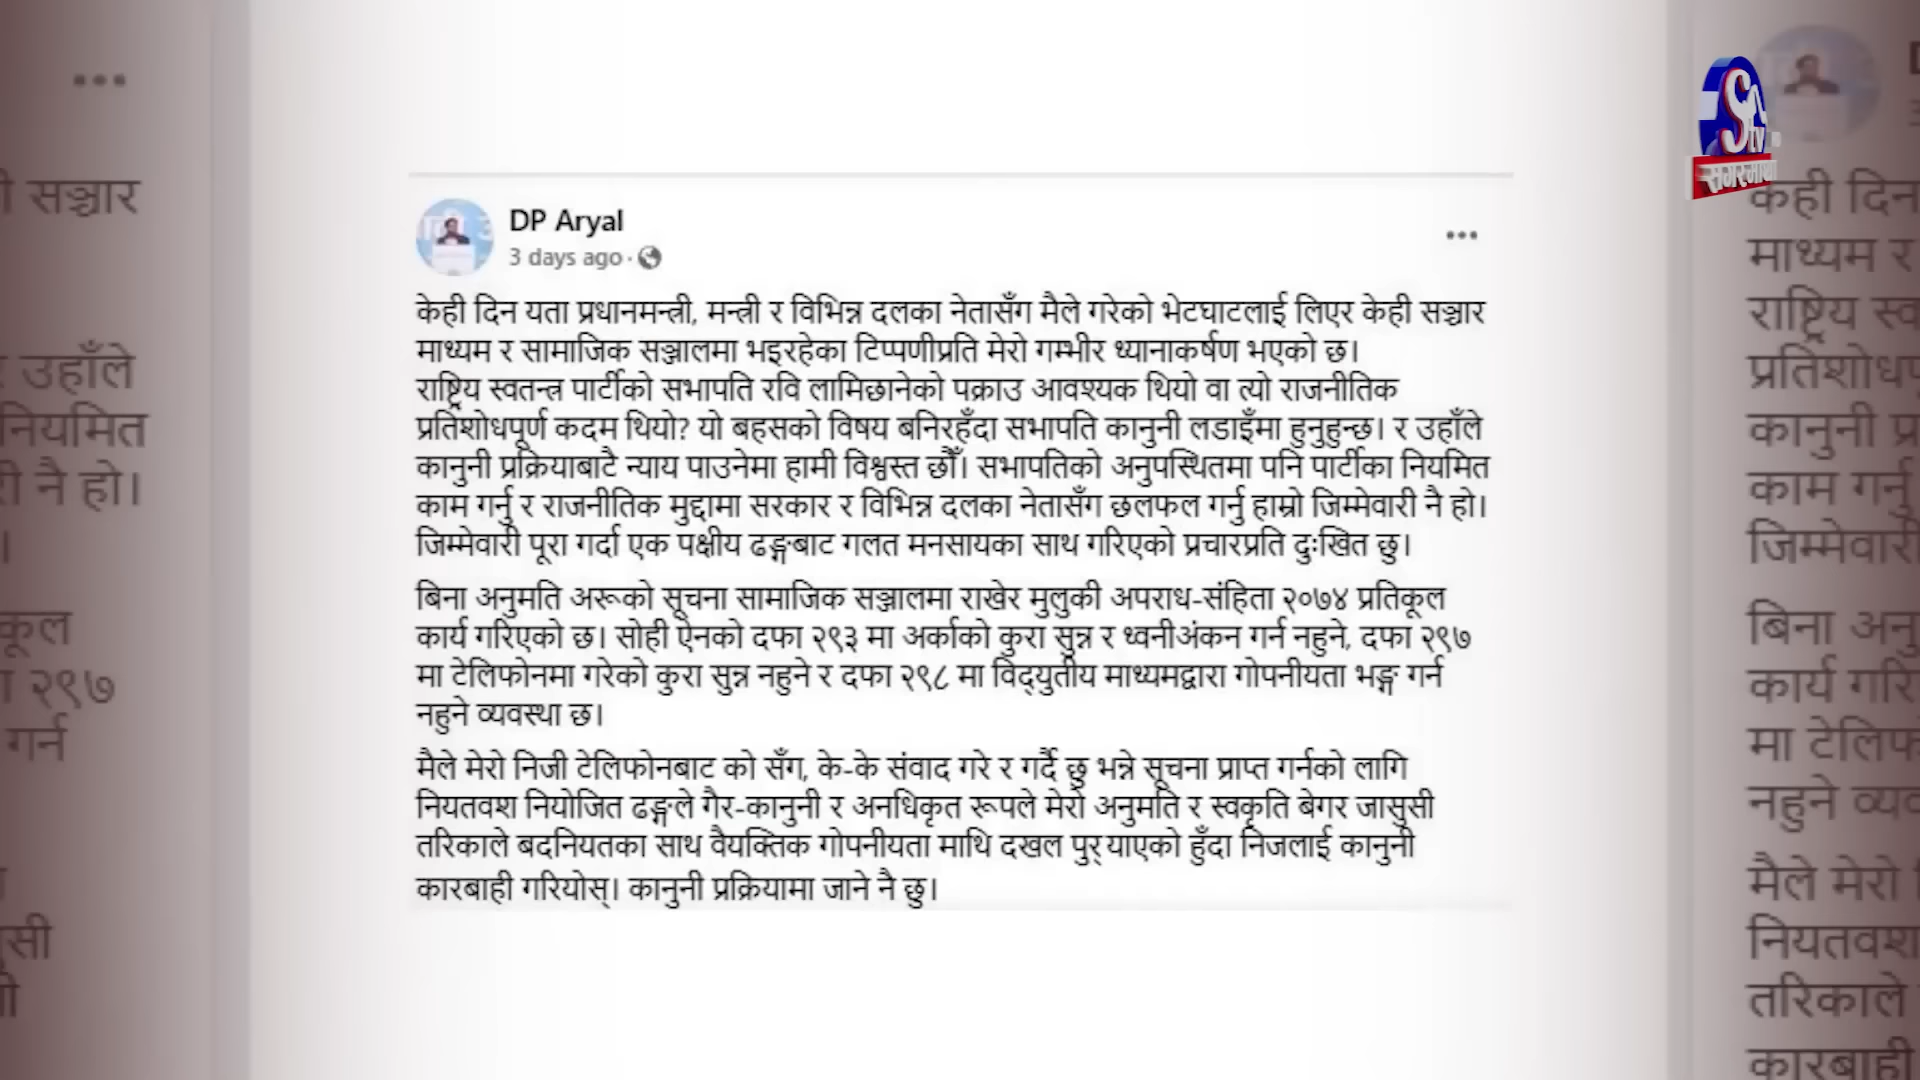 DP Aryal
3 days ago ·
केही दिन यता प्रधानमन्त्री, मन्त्री र विभिन्न दलका नेतासँग मैले गरेको भेटघाटलाई लिएर केही सञ्चार
माध्यम र सामाजिक सञ्जालमा भइरहेका टिप्पणीप्रति मेरो गम्भीर ध्यानाकर्षण भएको छ।
राष्ट्रिय स्वतन्त्र पार्टीको सभापति रवि लामिछानेको पक्राउ आवश्यक थियो वा त्यो राजनीतिक
प्रतिशोधपूर्ण कदम थियो? यो बहसको विषय बनिरहँदा सभापति कानुनी लडाइँमा हुनुहुन्छ। र उहाँले
कानुनी प्रक्रियाबाटै न्याय पाउनेमा हामी विश्वस्त छौँ। सभापतिको अनुपस्थितमा पनि पार्टीका नियमित
काम गर्नु र राजनीतिक मुद्दामा सरकार र विभिन्न दलका नेतासँग छलफल गर्नु हाम्रो जिम्मेवारी नै हो।
जिम्मेवारी पूरा गर्दा एक पक्षीय ढङ्गबाट गलत मनसायका साथ गरिएको प्रचारप्रति दुःखित छु।
बिना अनुमति अरूको सूचना सामाजिक सञ्जालमा राखेर मुलुकी अपराध-संहिता २०७४ प्रतिकूल
कार्य गरिएको छ। सोही ऐनको दफा २९३ मा अर्काको कुरा सुन्न र ध्वनीअंकन गर्न नहुने, दफा २९७
मा टेलिफोनमा गरेको कुरा सुन्न नहुने र दफा २९८ मा विद्युतीय माध्यमद्वारा गोपनीयता भङ्ग गर्न
नहुने व्यवस्था छ।
मैले मेरो निजी टेलिफोनबाट को सँग, के-के संवाद गरे र गर्दै छु भन्ने सूचना प्राप्त गर्नको लागि
नियतवश नियोजित ढङ्गले गैर-कानुनी र अनधिकृत रूपले मेरो अनुमति र स्वकृति बेगर जासुसी
तरिकाले बदनियतका साथ वैयक्तिक गोपनीयता माथि दखल पुर्‍याएको हुँदा निजलाई कानुनी
कारबाही गरियोस्। कानुनी प्रक्रियामा जाने नै छु।
tv
सगरमाथा